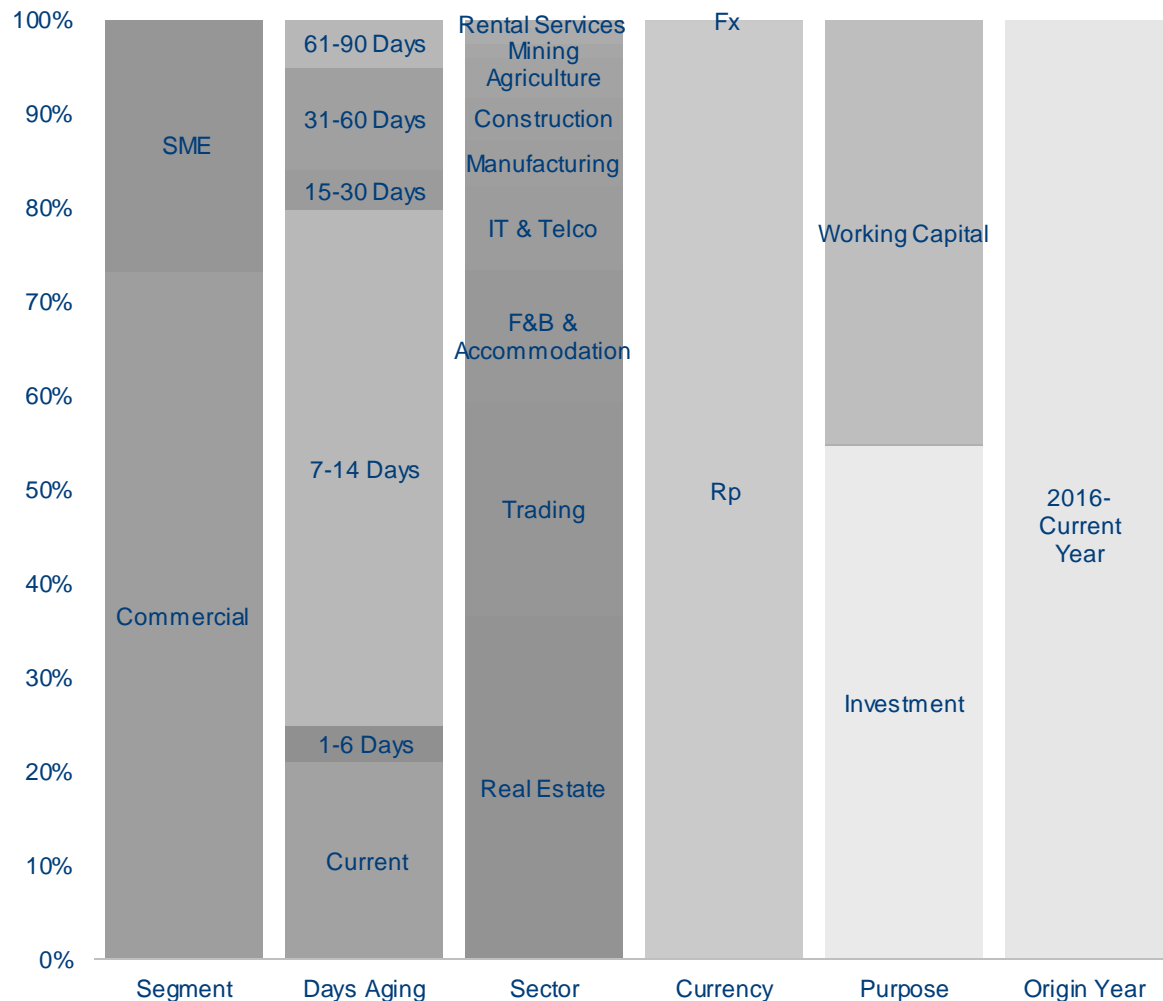 100%
90%
80%
70%
60%
50%
40%
30%
20%
10%
0%
SME
Commercial
Segment
61-90 Days
31-60 Days
15-30 Days
7-14 Days
1-6 Days
Current
Days Aging
Rental Services
Mining
Agriculture
Construction
Manufacturing
IT & Telco
F&B &
Accommodation
Trading
Real Estate
Sector
Fx
Rp
Currency
Working Capital
Investment
Purpose
2016-
Current
Year
Origin Year